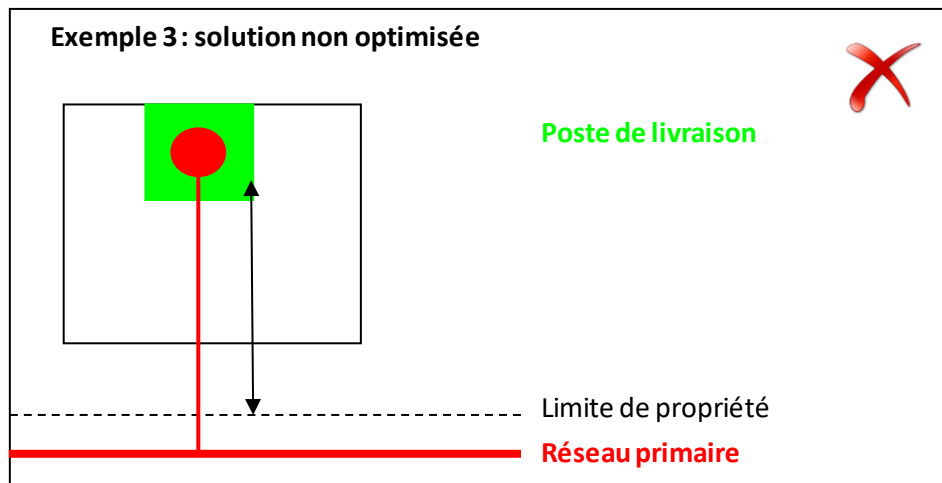 Exemple 3 : solution non optimisée
Poste de livraison
Limite de propriété
Réseau primaire